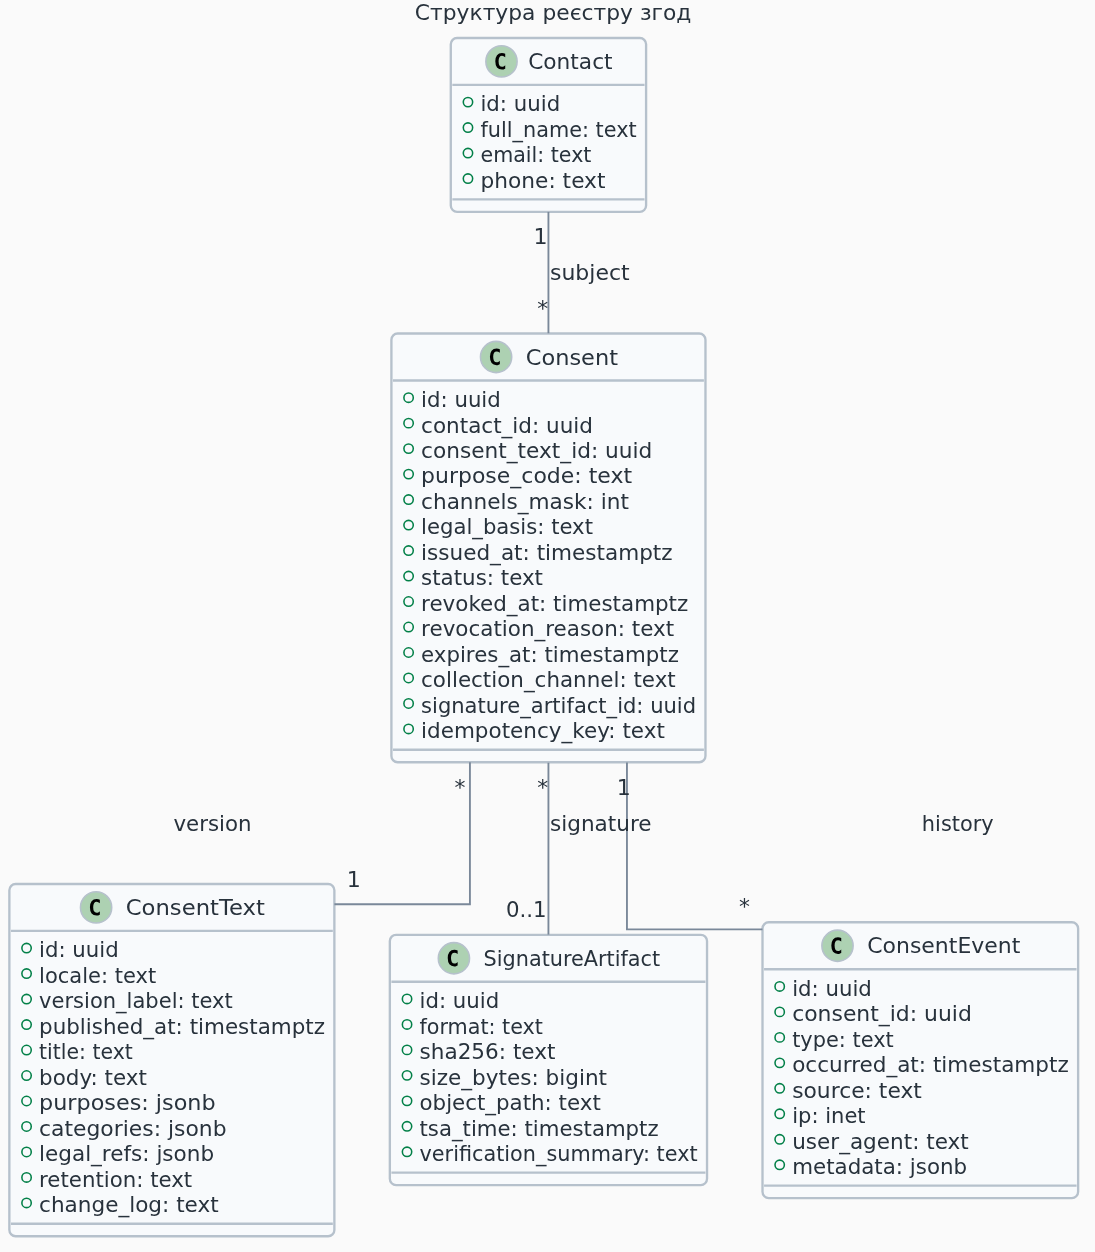 Структура реєстру згод
C Contact
id: uuid
full_name: text
email: text
phone: text
1
subject
*
C Consent
id: uuid
contact_id: uuid
consent_text_id: uuid
purpose_code: text
channels_mask: int
legal_basis: text
issued_at: timestamptz
status: text
revoked_at: timestamptz
revocation_reason: text
expires_at: timestamptz
collection_channel: text
signature_artifact_id: uuid
idempotency_key: text
* * 1
version signature history
1
0..1
*
C ConsentText
id: uuid
locale: text
version_label: text
published_at: timestamptz
title: text
body: text
purposes: jsonb
categories: jsonb
legal_refs: jsonb
retention: text
change_log: text
C SignatureArtifact
id: uuid
format: text
sha256: text
size_bytes: bigint
object_path: text
tsa_time: timestamptz
verification_summary: text
C ConsentEvent
id: uuid
consent_id: uuid
type: text
occurred_at: timestamptz
source: text
ip: inet
user_agent: text
metadata: jsonb